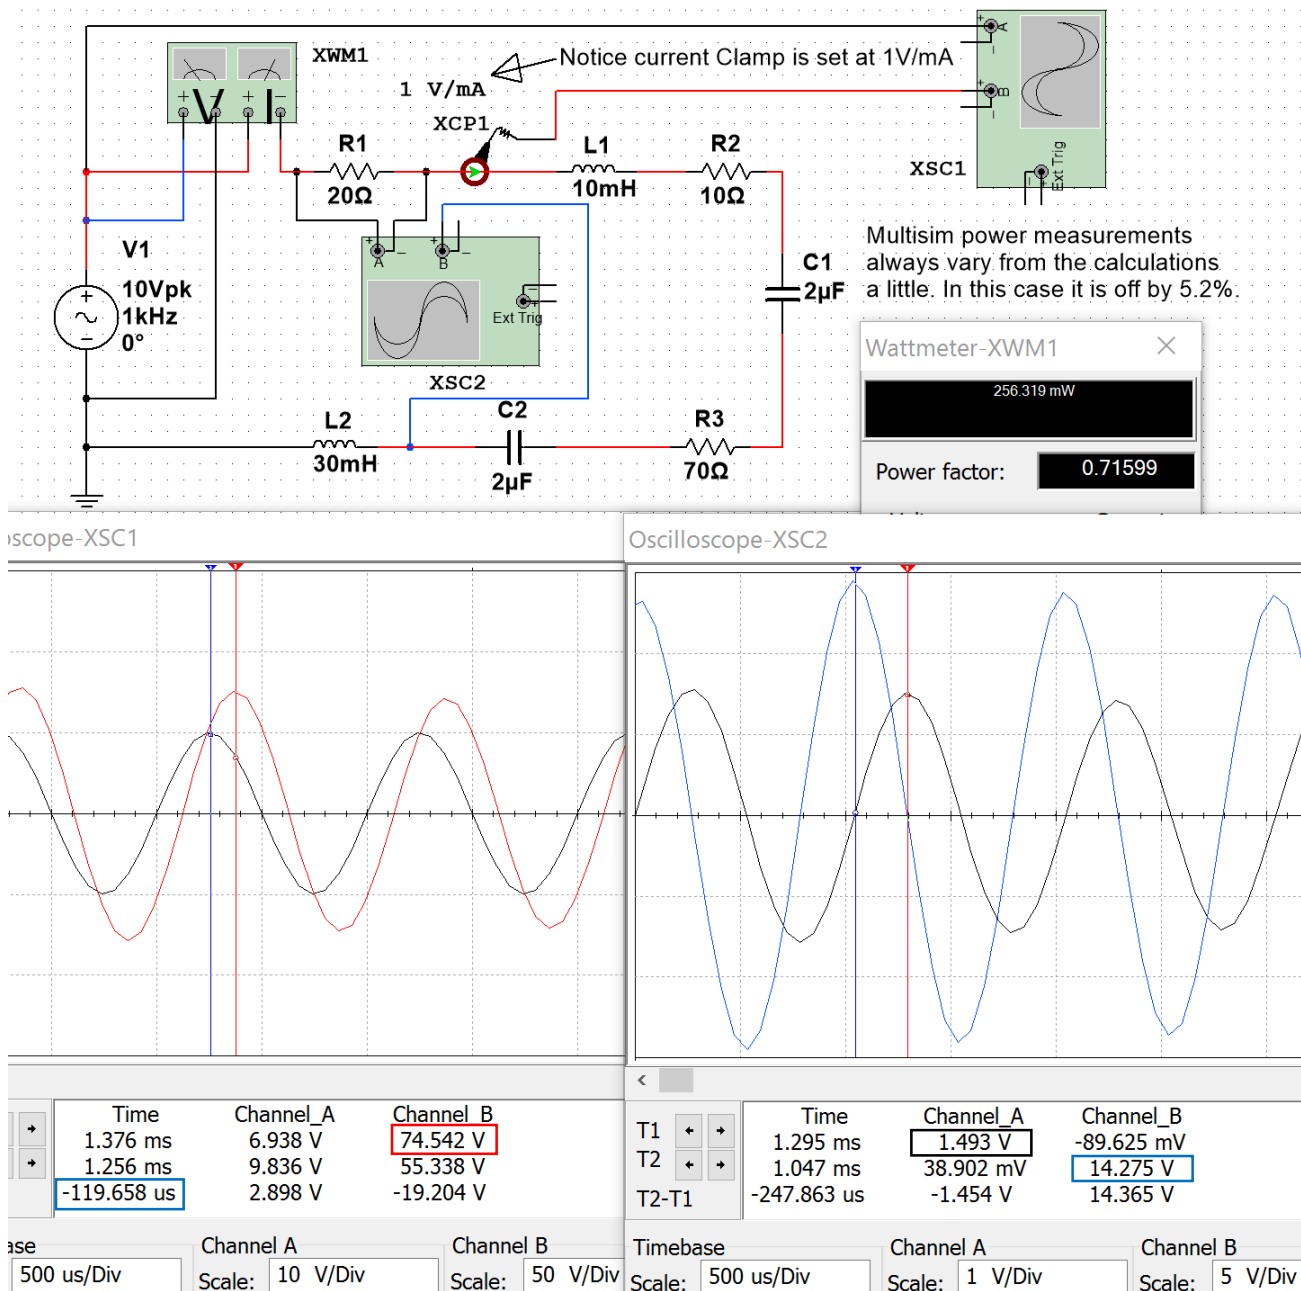 XWM1
Notice current Clamp is set at 1V/mA
1 V/mA
XCP1
V I
+ − + −
R1
20Ω
L1
10mH
R2
10Ω
XSC1
A
B
Ext Trig
V1
10Vpk
1kHz
0°
A
B
Ext Trig
XSC2
C1
2µF
Multisim power measurements
always vary from the calculations
a little. In this case it is off by 5.2%.
L2
30mH
C2
2µF
R3
70Ω
Wattmeter-XWM1
256.319 mW
Power factor: 0.71599
oscope-XSC1
Time Channel_A Channel_B
1.376 ms 6.938 V 74.542 V
1.256 ms 9.836 V 55.338 V
-119.658 us 2.898 V -19.204 V
ase Channel A Channel B
500 us/Div Scale: 10 V/Div Scale: 50 V/Div
Oscilloscope-XSC2
Time Channel_A Channel_B
T1 1.295 ms 1.493 V -89.625 mV
T2 1.047 ms 38.902 mV 14.275 V
T2-T1 -247.863 us -1.454 V 14.365 V
Timebase Channel A Channel B
Scale: 500 us/Div Scale: 1 V/Div Scale: 5 V/Div